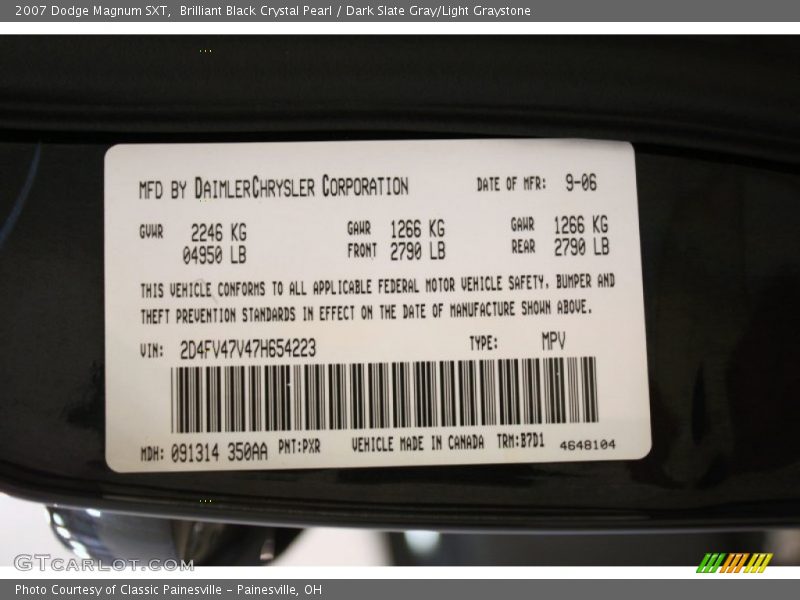 2007 Dodge Magnum SXT,  Brilliant Black Crystal Pearl / Dark Slate Gray/Light Graystone
MFD BY DAIMLERCHRYSLER CORPORATION DATE OF MFR: 9-06
GVWR 2246 KG GAWR 1266 KG GAWR 1266 KG
04950 LB FRONT 2790 LB REAR 2790 LB
THIS VEHICLE CONFORMS TO ALL APPLICABLE FEDERAL MOTOR VEHICLE SAFETY, BUMPER AND
THEFT PREVENTION STANDARDS IN EFFECT ON THE DATE OF MANUFACTURE SHOWN ABOVE.
VIN: 2D4FV47V47H654223 TYPE: MPV
MDH: 091314 350AA PNT:PXR VEHICLE MADE IN CANADA TRM:B7D1 4648104
GTCARLOT.COM
Photo Courtesy of Classic Painesville - Painesville, OH